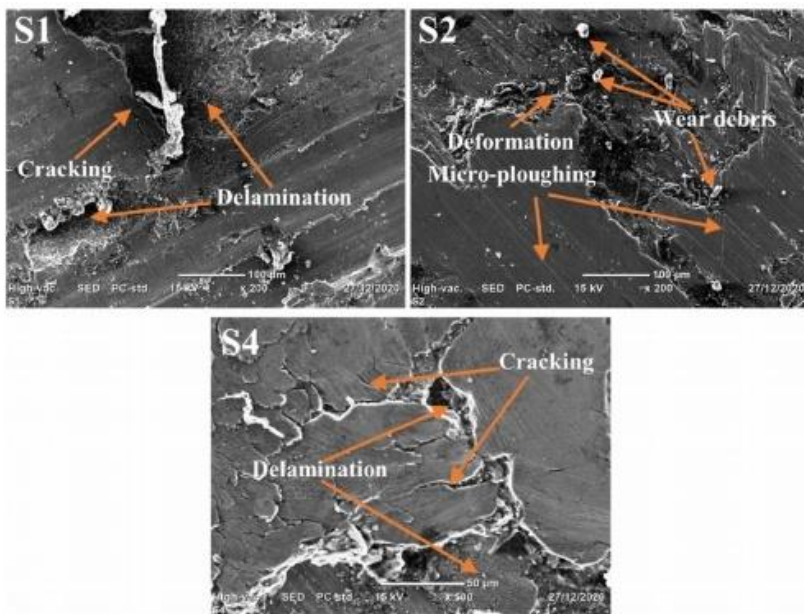 S1
Cracking
Delamination
100 µm
High-vac. SED PC-std. 15 kV x 200 27/12/2020
S1
S2
Wear debris
Deformation
Micro-ploughing
100 µm
High-vac. SED PC-std. 15 kV x 200 27/12/2020
S2
S4
Cracking
Delamination
50 µm
High-vac. SED PC-std. 15 kV x 500 27/12/2020